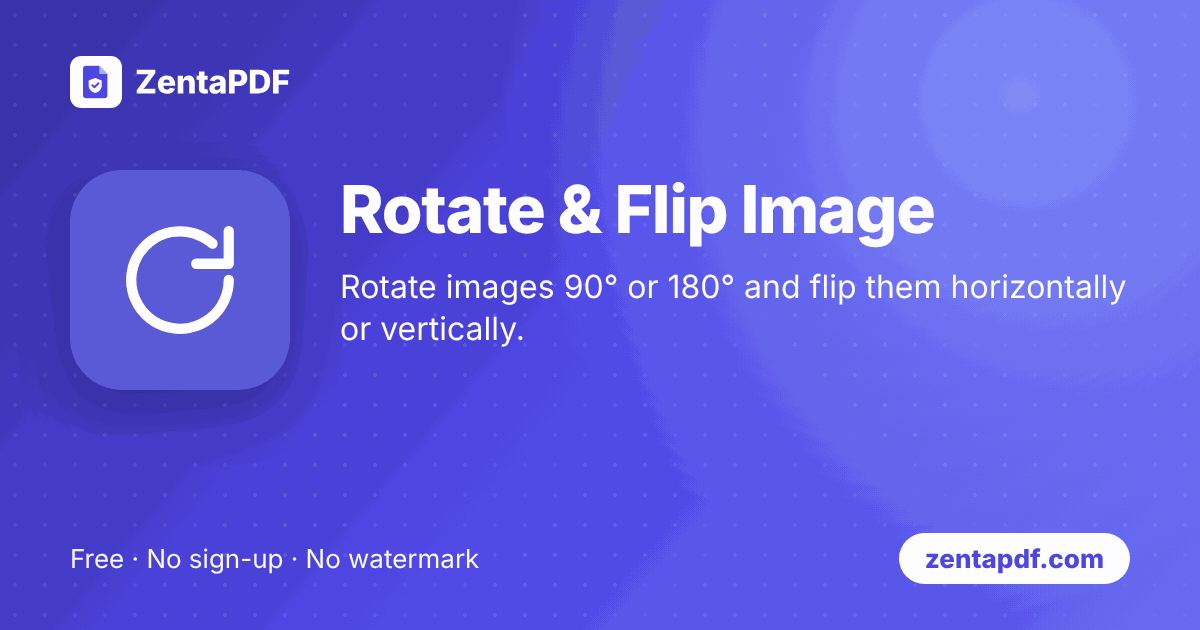 ZentaPDF
Rotate & Flip Image
Rotate images 90° or 180° and flip them horizontally
or vertically.
Free · No sign-up · No watermark
zentapdf.com